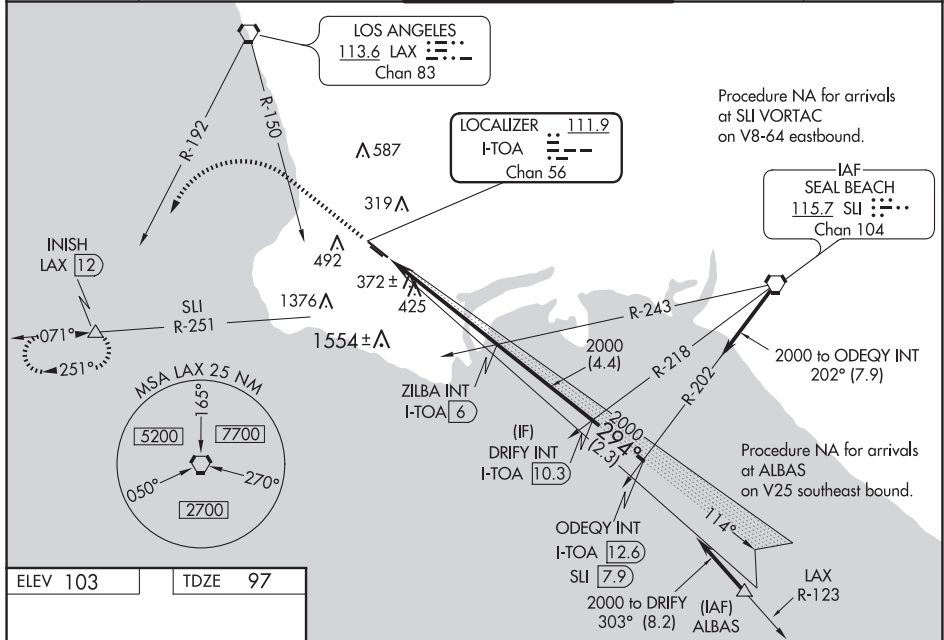 LOS ANGELES
113.6 LAX
Chan 83
R-192
R-150
LOCALIZER 111.9
I-TOA
Chan 56
Procedure NA for arrivals
at SLI VORTAC
on V8-64 eastbound.
IAF
SEAL BEACH
115.7 SLI
Chan 104
587
319
492
372 ±
425
1376
1554 ±
INISH
LAX 12
SLI
R-251
071°
251°
R-243
R-218
R-202
2000 to ODEQY INT
202° (7.9)
2000
(4.4)
ZILBA INT
I-TOA 6
(IF)
DRIFY INT
I-TOA 10.3
2000
294°
(2.3)
Procedure NA for arrivals
at ALBAS
on V25 southeast bound.
114°
ODEQY INT
I-TOA 12.6
SLI 7.9
2000 to DRIFY
303° (8.2)
(IAF)
ALBAS
LAX
R-123
MSA LAX 25 NM
165°
5200
7700
050°
270°
2700
ELEV 103
TDZE 97